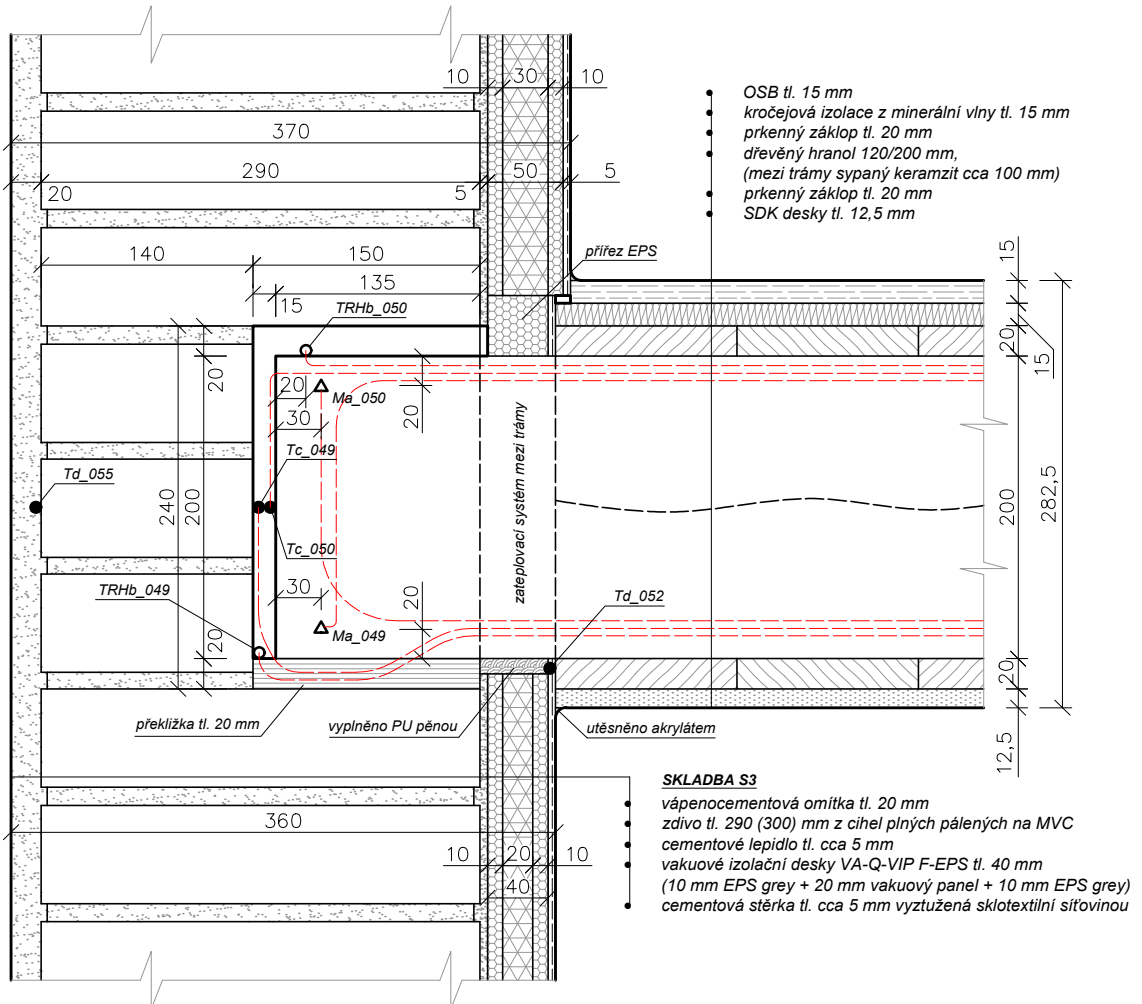 10
30
10
370
290
20
5
50
5
140
150
135
15
OSB tl. 15 mm
kročejová izolace z minerální vlny tl. 15 mm
prkenný záklop tl. 20 mm
dřevěný hranol 120/200 mm,
(mezi trámy sypaný keramzit cca 100 mm)
prkenný záklop tl. 20 mm
SDK desky tl. 12,5 mm
přířez EPS
15
TRHb_050
20
20
15
20
Ma_050
20
30
Tc_049
Td_055
240
200
zateplovací systém mezi trámy
200
282,5
Tc_050
TRHb_049
30
20
Td_052
Ma_049
20
20
překližka tl. 20 mm
vyplněno PU pěnou
utěsněno akrylátem
12,5
SKLADBA S3
vápenocementová omítka tl. 20 mm
zdivo tl. 290 (300) mm z cihel plných pálených na MVC
cementové lepidlo tl. cca 5 mm
vakuové izolační desky VA-Q-VIP F-EPS tl. 40 mm
(10 mm EPS grey + 20 mm vakuový panel + 10 mm EPS grey)
cementová stěrka tl. cca 5 mm vyztužená sklotextilní síťovinou
360
10
20
10
40